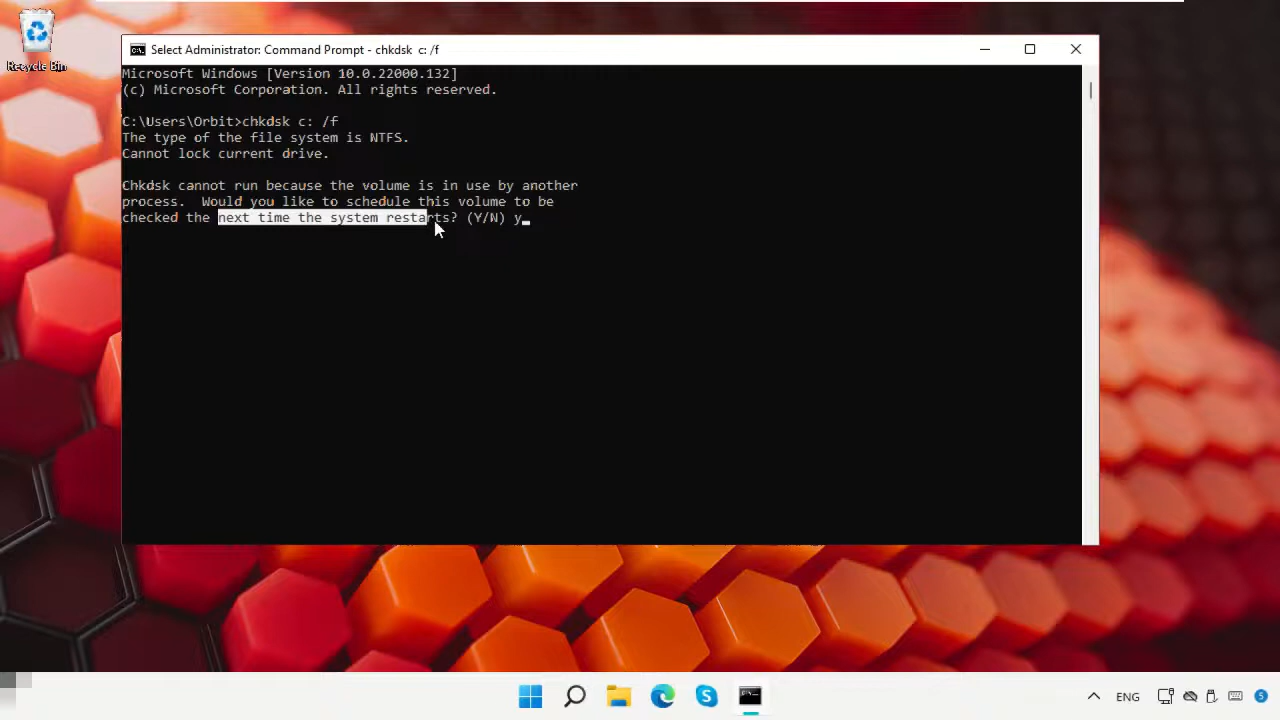 Recycle Bin
Select Administrator: Command Prompt - chkdsk  c: /f
Microsoft Windows [Version 10.0.22000.132]
(c) Microsoft Corporation. All rights reserved.
C:\Users\Orbit>chkdsk c: /f
The type of the file system is NTFS.
Cannot lock current drive.
Chkdsk cannot run because the volume is in use by another
process.  Would you like to schedule this volume to be
checked the next time the system restarts? (Y/N) y
ENG
5